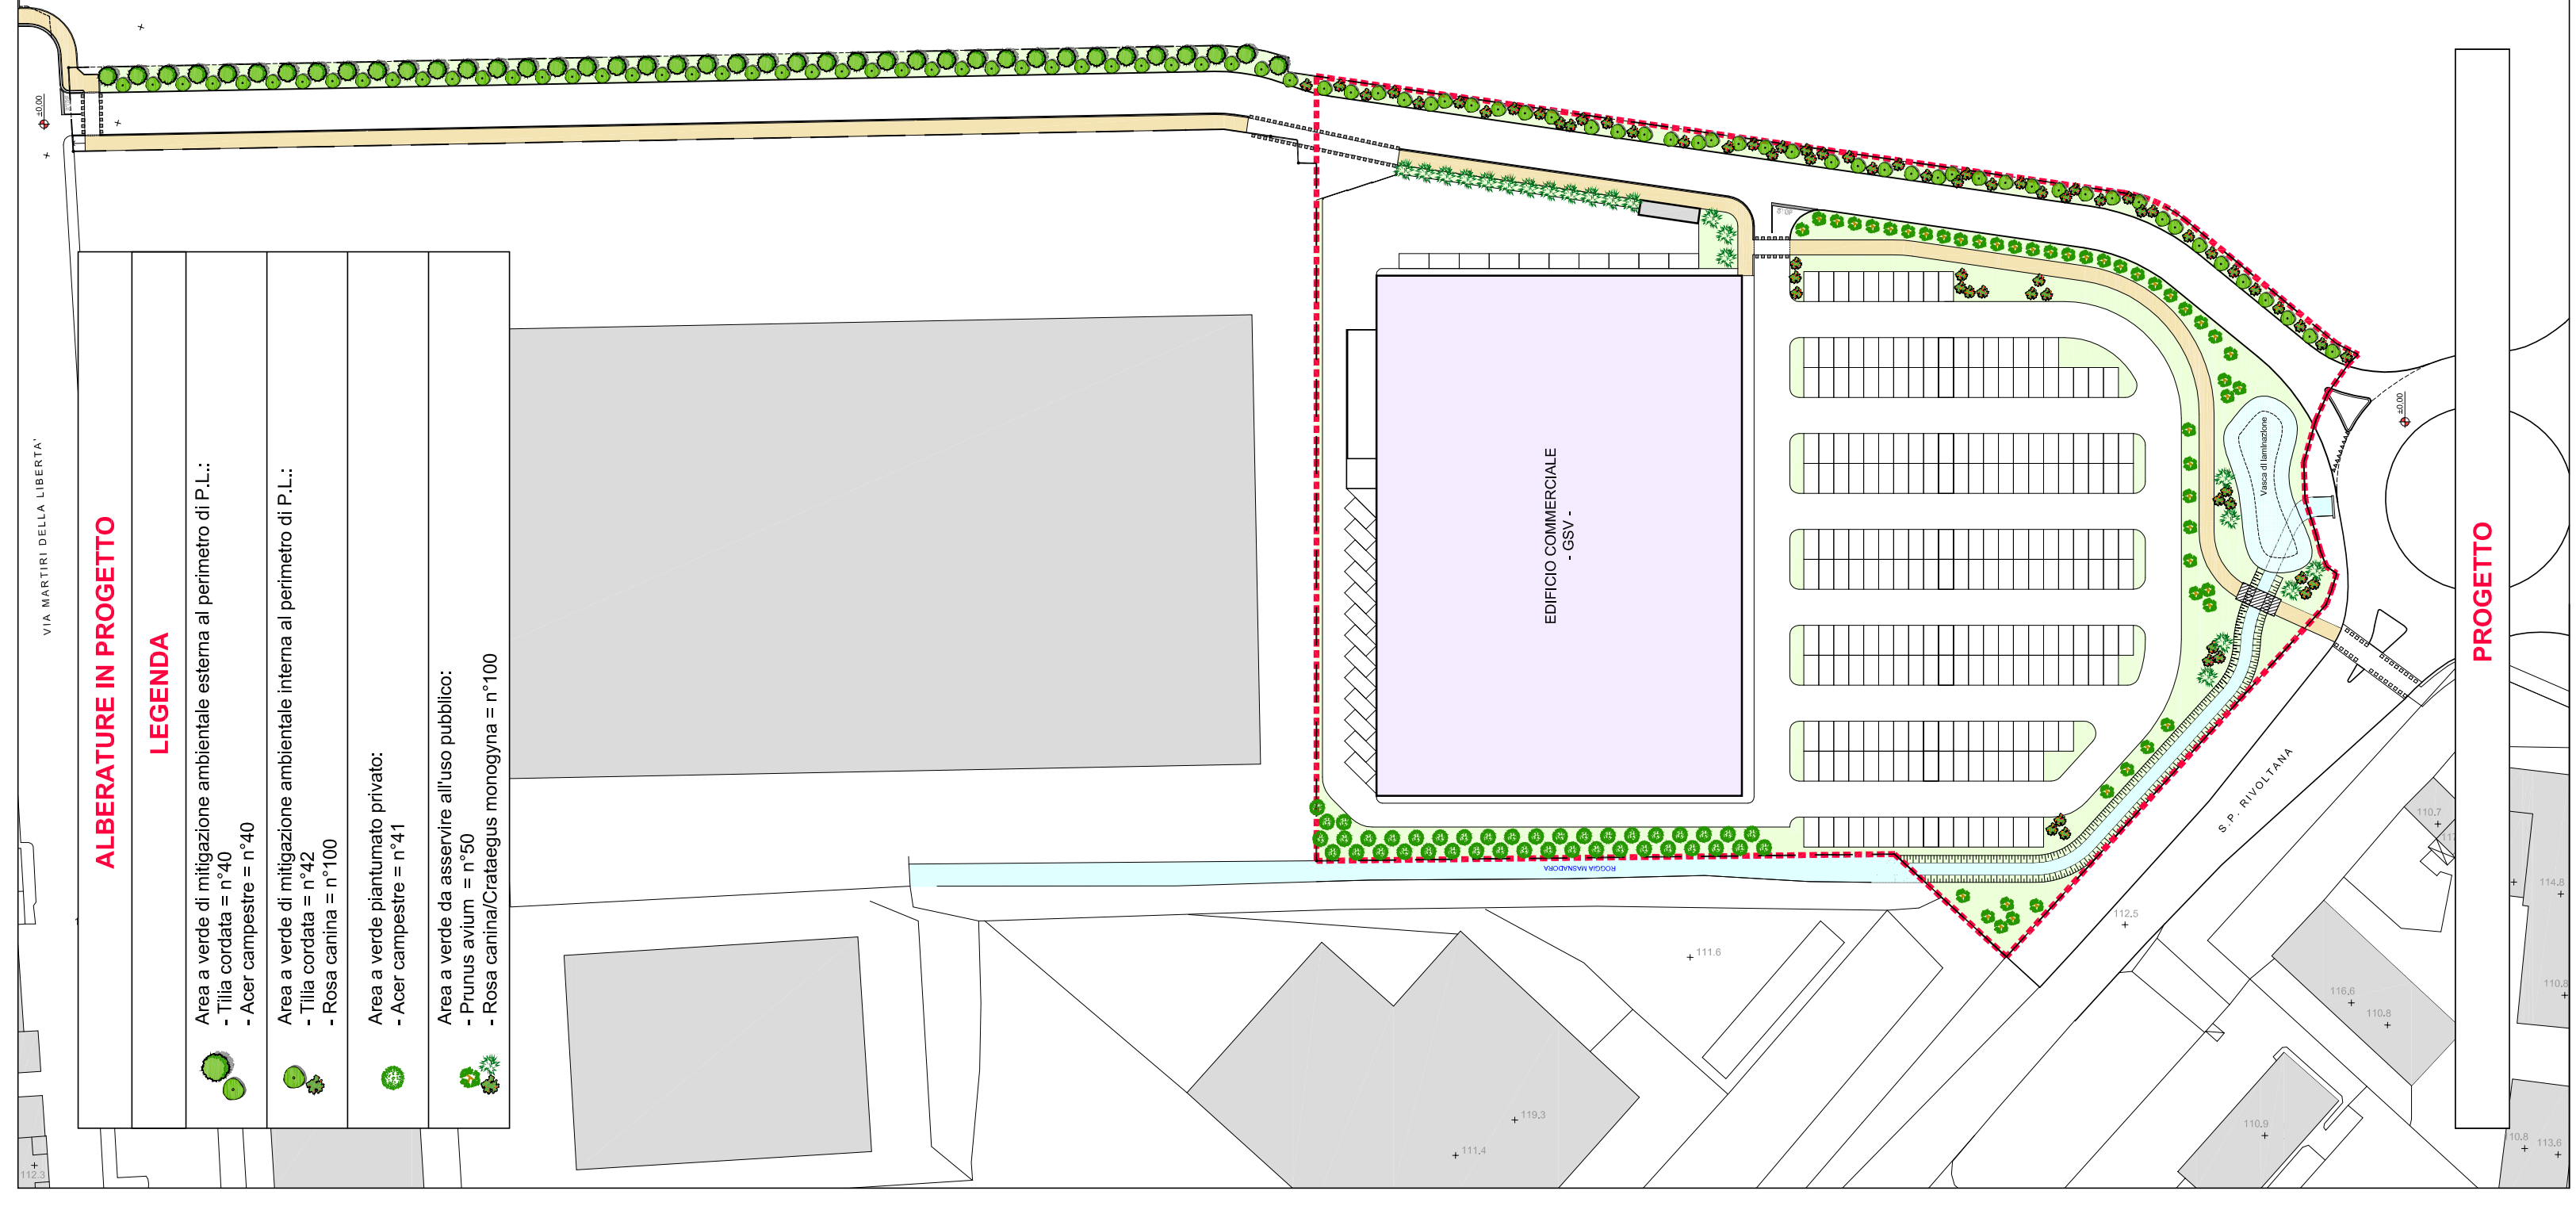 ALBERATURE IN PROGETTO
LEGENDA
Area a verde di mitigazione ambientale esterna al perimetro di P.L.:
- Tilia cordata = n°40
- Acer campestre = n°40
Area a verde di mitigazione ambientale interna al perimetro di P.L.:
- Tilia cordata = n°42
- Rosa canina = n°100
Area a verde piantumato privato:
- Acer campestre = n°41
Area a verde da asservire all'uso pubblico:
- Prunus avium = n°50
- Rosa canina/Crataegus monogyna = n°100
PROGETTO
VIA MARTIRI DELLA LIBERTA'
±0.00
EDIFICIO COMMERCIALE
- GSV -
Vasca di laminazione
±0.00
ROGGIA MASNADORA
S.P. RIVOLTANA
112.3
111.6
119.3
111.4
112.5
110.7
114.8
110.8
116.6
110.8
110.9
113.6